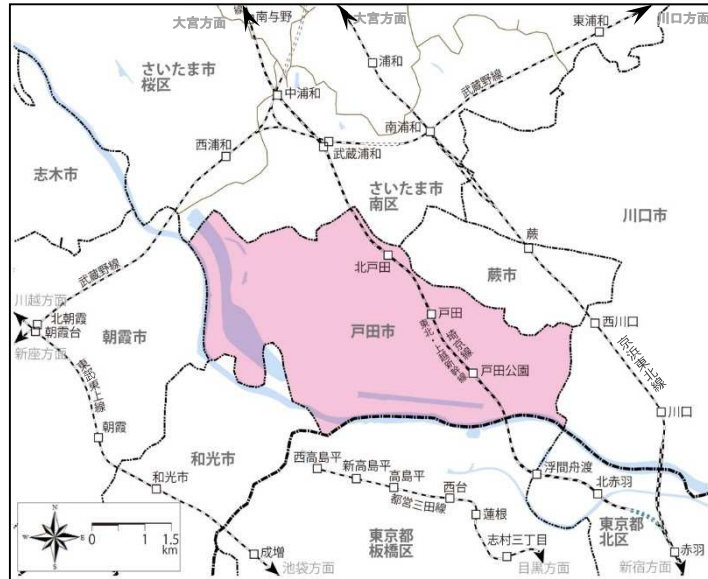 大宮方面
南与野
大宮方面
東浦和
川口方面
浦和
さいたま市
桜区
武蔵野線
中浦和
南浦和
西浦和
武蔵浦和
志木市
さいたま市
南区
川口市
蕨
蕨市
北戸田
武蔵野線
川越方面
北朝霞
朝霞台
新座方面
朝霞市
戸田
戸田市
埼京線
東北・上越新幹線
西川口
京浜東北線
戸田公園
東武東上線
川口
朝霞
和光市
西高島平
新高島平
高島平
西台
浮間舟渡
北赤羽
和光市
都営三田線
蓮根
東京都
北区
東京都
板橋区
志村三丁目
赤羽
成増
池袋方面
目黒方面
新宿方面
N
W
E
S
0 1 1.5
km